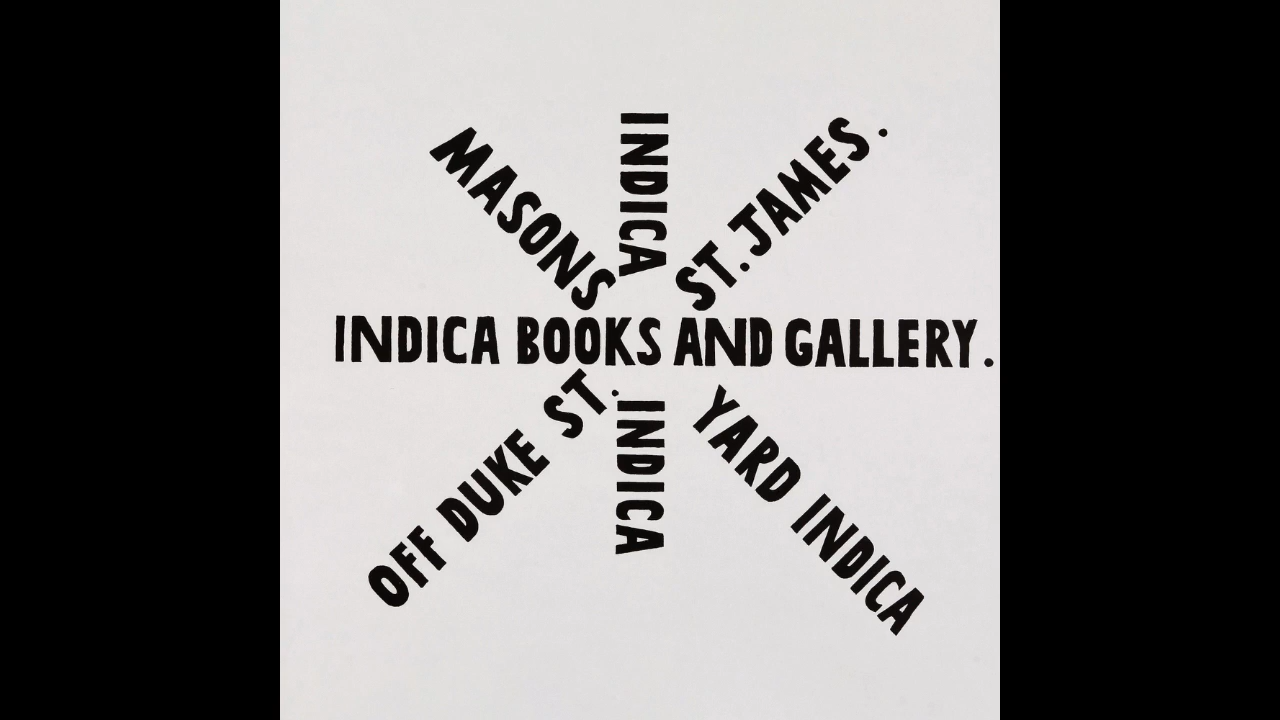 INDICA
MASONS YARD INDICA
OFF DUKE ST. ST. JAMES.
INDICA BOOKS AND GALLERY.
INDICA